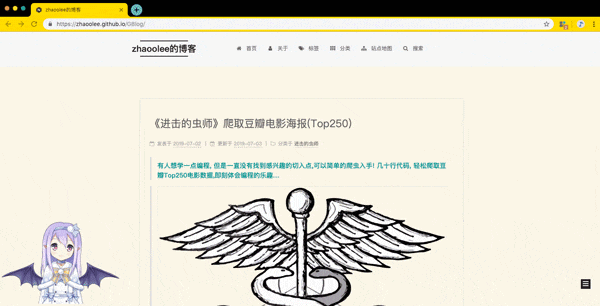 zhaoolee的博客
https://zhaoolee.github.io/GBlog/
zhaoolee的博客
首页
关于
标签
分类
站点地图
搜索
《进击的虫师》爬取豆瓣电影海报(Top250)
发表于 2019-07-02 | 更新于 2019-07-03 | 分类于 进击的虫师
有人想学一点编程, 但是一直没有找到感兴趣的切入点,可以简单的爬虫入手! 几十行代码, 轻松爬取豆
瓣Top250电影数据,即刻体会编程的乐趣...